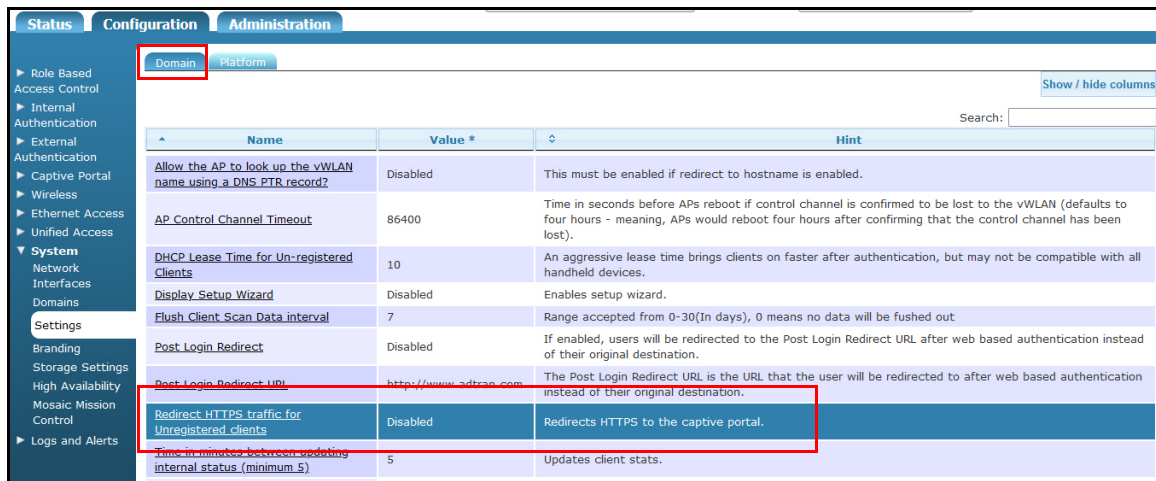 Status Configuration Administration
Domain Platform
Show / hide columns
Search:
Name Value * Hint
▶ Role Based
Access Control
▶ Internal
Authentication
▶ External
Authentication
▶ Captive Portal
▶ Wireless
▶ Ethernet Access
▶ Unified Access
▼ System
Network
Interfaces
Domains
Settings
Branding
Storage Settings
High Availability
Mosaic Mission
Control
▶ Logs and Alerts
Allow the AP to look up the vWLAN
name using a DNS PTR record?
Disabled
This must be enabled if redirect to hostname is enabled.
AP Control Channel Timeout
86400
Time in seconds before APs reboot if control channel is confirmed to be lost to the vWLAN (defaults to
four hours - meaning, APs would reboot four hours after confirming that the control channel has been
lost).
DHCP Lease Time for Un-registered
Clients
10
An aggressive lease time brings clients on faster after authentication, but may not be compatible with all
handheld devices.
Display Setup Wizard
Disabled
Enables setup wizard.
Flush Client Scan Data interval
7
Range accepted from 0-30(In days), 0 means no data will be fushed out
Post Login Redirect
Disabled
If enabled, users will be redirected to the Post Login Redirect URL after web based authentication instead
of their original destination.
Post Login Redirect URL
http://www.adtran.com
The Post Login Redirect URL is the URL that the user will be redirected to after web based authentication
instead of their original destination.
Redirect HTTPS traffic for
Unregistered clients
Disabled
Redirects HTTPS to the captive portal.
Time in minutes between updating
internal status (minimum 5)
5
Updates client stats.